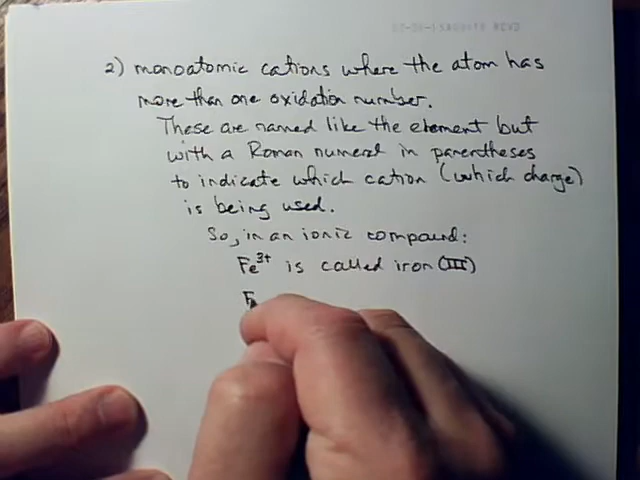 2) monoatomic cations where the atom has
more than one oxidation number.
These are named like the element but
with a Roman numeral in parentheses
to indicate which cation (which charge)
is being used.
So, in an ionic compound:
Fe³⁺ is called iron (III)
F